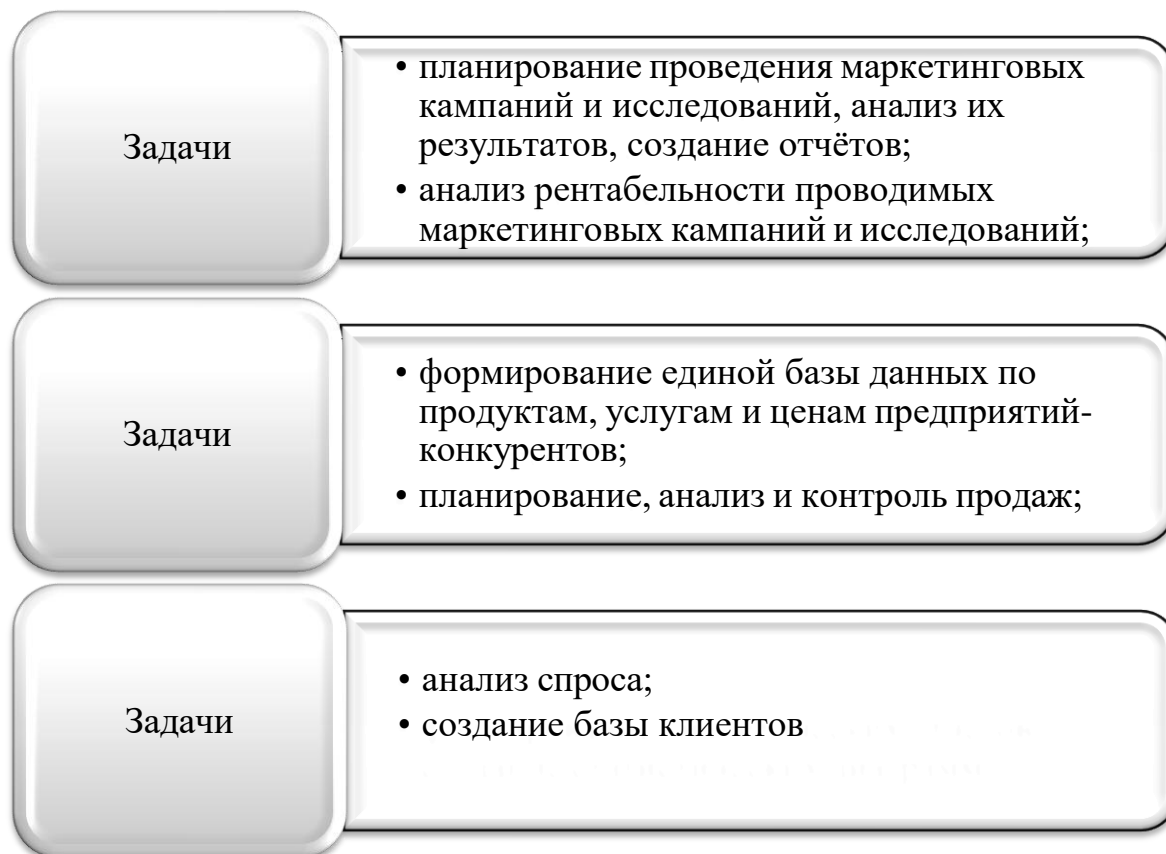 Задачи
• планирование проведения маркетинговых
кампаний и исследований, анализ их
результатов, создание отчётов;
• анализ рентабельности проводимых
маркетинговых кампаний и исследований;
Задачи
• формирование единой базы данных по
продуктам, услугам и ценам предприятий-
конкурентов;
• планирование, анализ и контроль продаж;
Задачи
• анализ спроса;
• создание базы клиентов